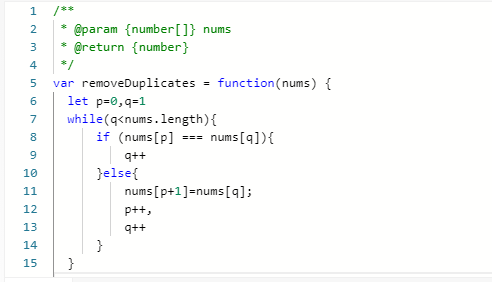 1 /**
2  * @param {number[]} nums
3  * @return {number}
4  */
5 var removeDuplicates = function(nums) {
6   let p=0,q=1
7   while(q<nums.length){
8       if (nums[p] === nums[q]){
9           q++
10      }else{
11          nums[p+1]=nums[q];
12          p++,
13          q++
14      }
15  }